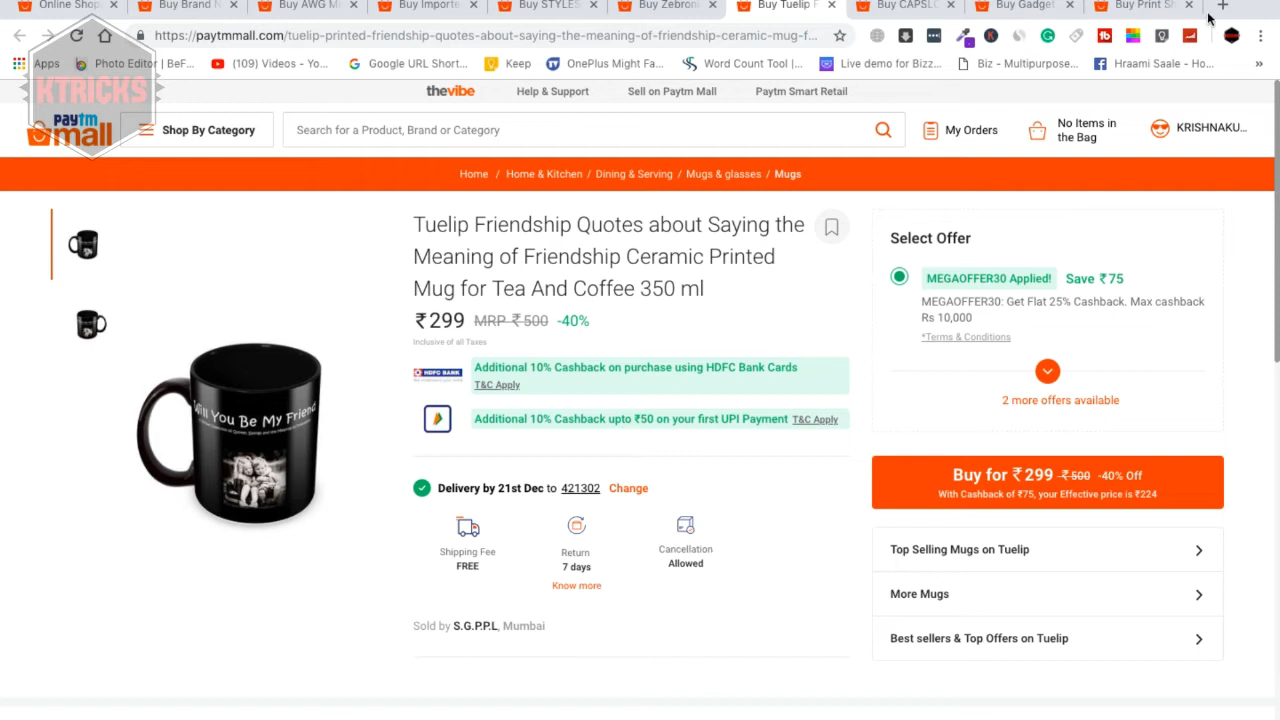 Online Shop
Buy Brand N
Buy AWG M
Buy Importe
Buy STYLES
Buy Zebroni
Buy Tuelip F
Buy CAPSLO
Buy Gadget
Buy Print Sh
https://paytmmall.com/tuelip-printed-friendship-quotes-about-saying-the-meaning-of-friendship-ceramic-mug-f...
Apps
Photo Editor | BeF...
(109) Videos - Yo...
Google URL Short...
Keep
OnePlus Might Fa...
Word Count Tool |...
Live demo for Bizz...
Biz - Multipurpose...
Hraami Saale - Ho...
»
KTRICKS
thevibe
Help & Support
Sell on Paytm Mall
Paytm Smart Retail
paytm
mall
Shop By Category
Search for a Product, Brand or Category
My Orders
No Items in
the Bag
KRISHNAKU...
Home / Home & Kitchen / Dining & Serving / Mugs & glasses / Mugs
Tuelip Friendship Quotes about Saying the
Meaning of Friendship Ceramic Printed
Mug for Tea And Coffee 350 ml
₹299 MRP ₹500 -40%
Inclusive of all Taxes
HDFC BANK
Additional 10% Cashback on purchase using HDFC Bank Cards
T&C Apply
Additional 10% Cashback upto ₹50 on your first UPI Payment T&C Apply
Delivery by 21st Dec to 421302 Change
Shipping Fee
FREE
Return
7 days
Know more
Cancellation
Allowed
Sold by S.G.P.P.L, Mumbai
Will You Be My Friend
Select Offer
MEGAOFFER30 Applied! Save ₹75
MEGAOFFER30: Get Flat 25% Cashback. Max cashback
Rs 10,000
*Terms & Conditions
2 more offers available
Buy for ₹299 ₹500 -40% Off
With Cashback of ₹75, your Effective price is ₹224
Top Selling Mugs on Tuelip
More Mugs
Best sellers & Top Offers on Tuelip